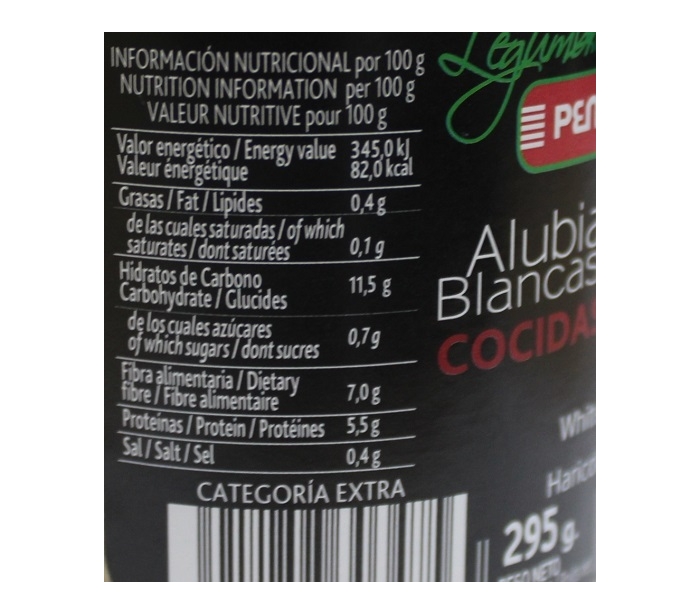 INFORMACIÓN NUTRICIONAL por 100 g
NUTRITION INFORMATION per 100 g
VALEUR NUTRITIVE pour 100 g
Valor energético / Energy value 345,0 kJ
Valeur énergétique 82,0 kcal
Grasas / Fat / Lipides 0,4 g
de las cuales saturadas / of which
saturates / dont saturées 0,1 g
Hidratos de Carbono
Carbohydrate / Glucides 11,5 g
de los cuales azúcares
of which sugars / dont sucres 0,7 g
Fibra alimentaria / Dietary
fibre / Fibre alimentaire 7,0 g
Proteínas / Protein / Protéines 5,5 g
Sal / Salt / Sel 0,4 g
CATEGORÍA EXTRA
Alubia
Blancas
COCIDAS
295 g
PESO NETO